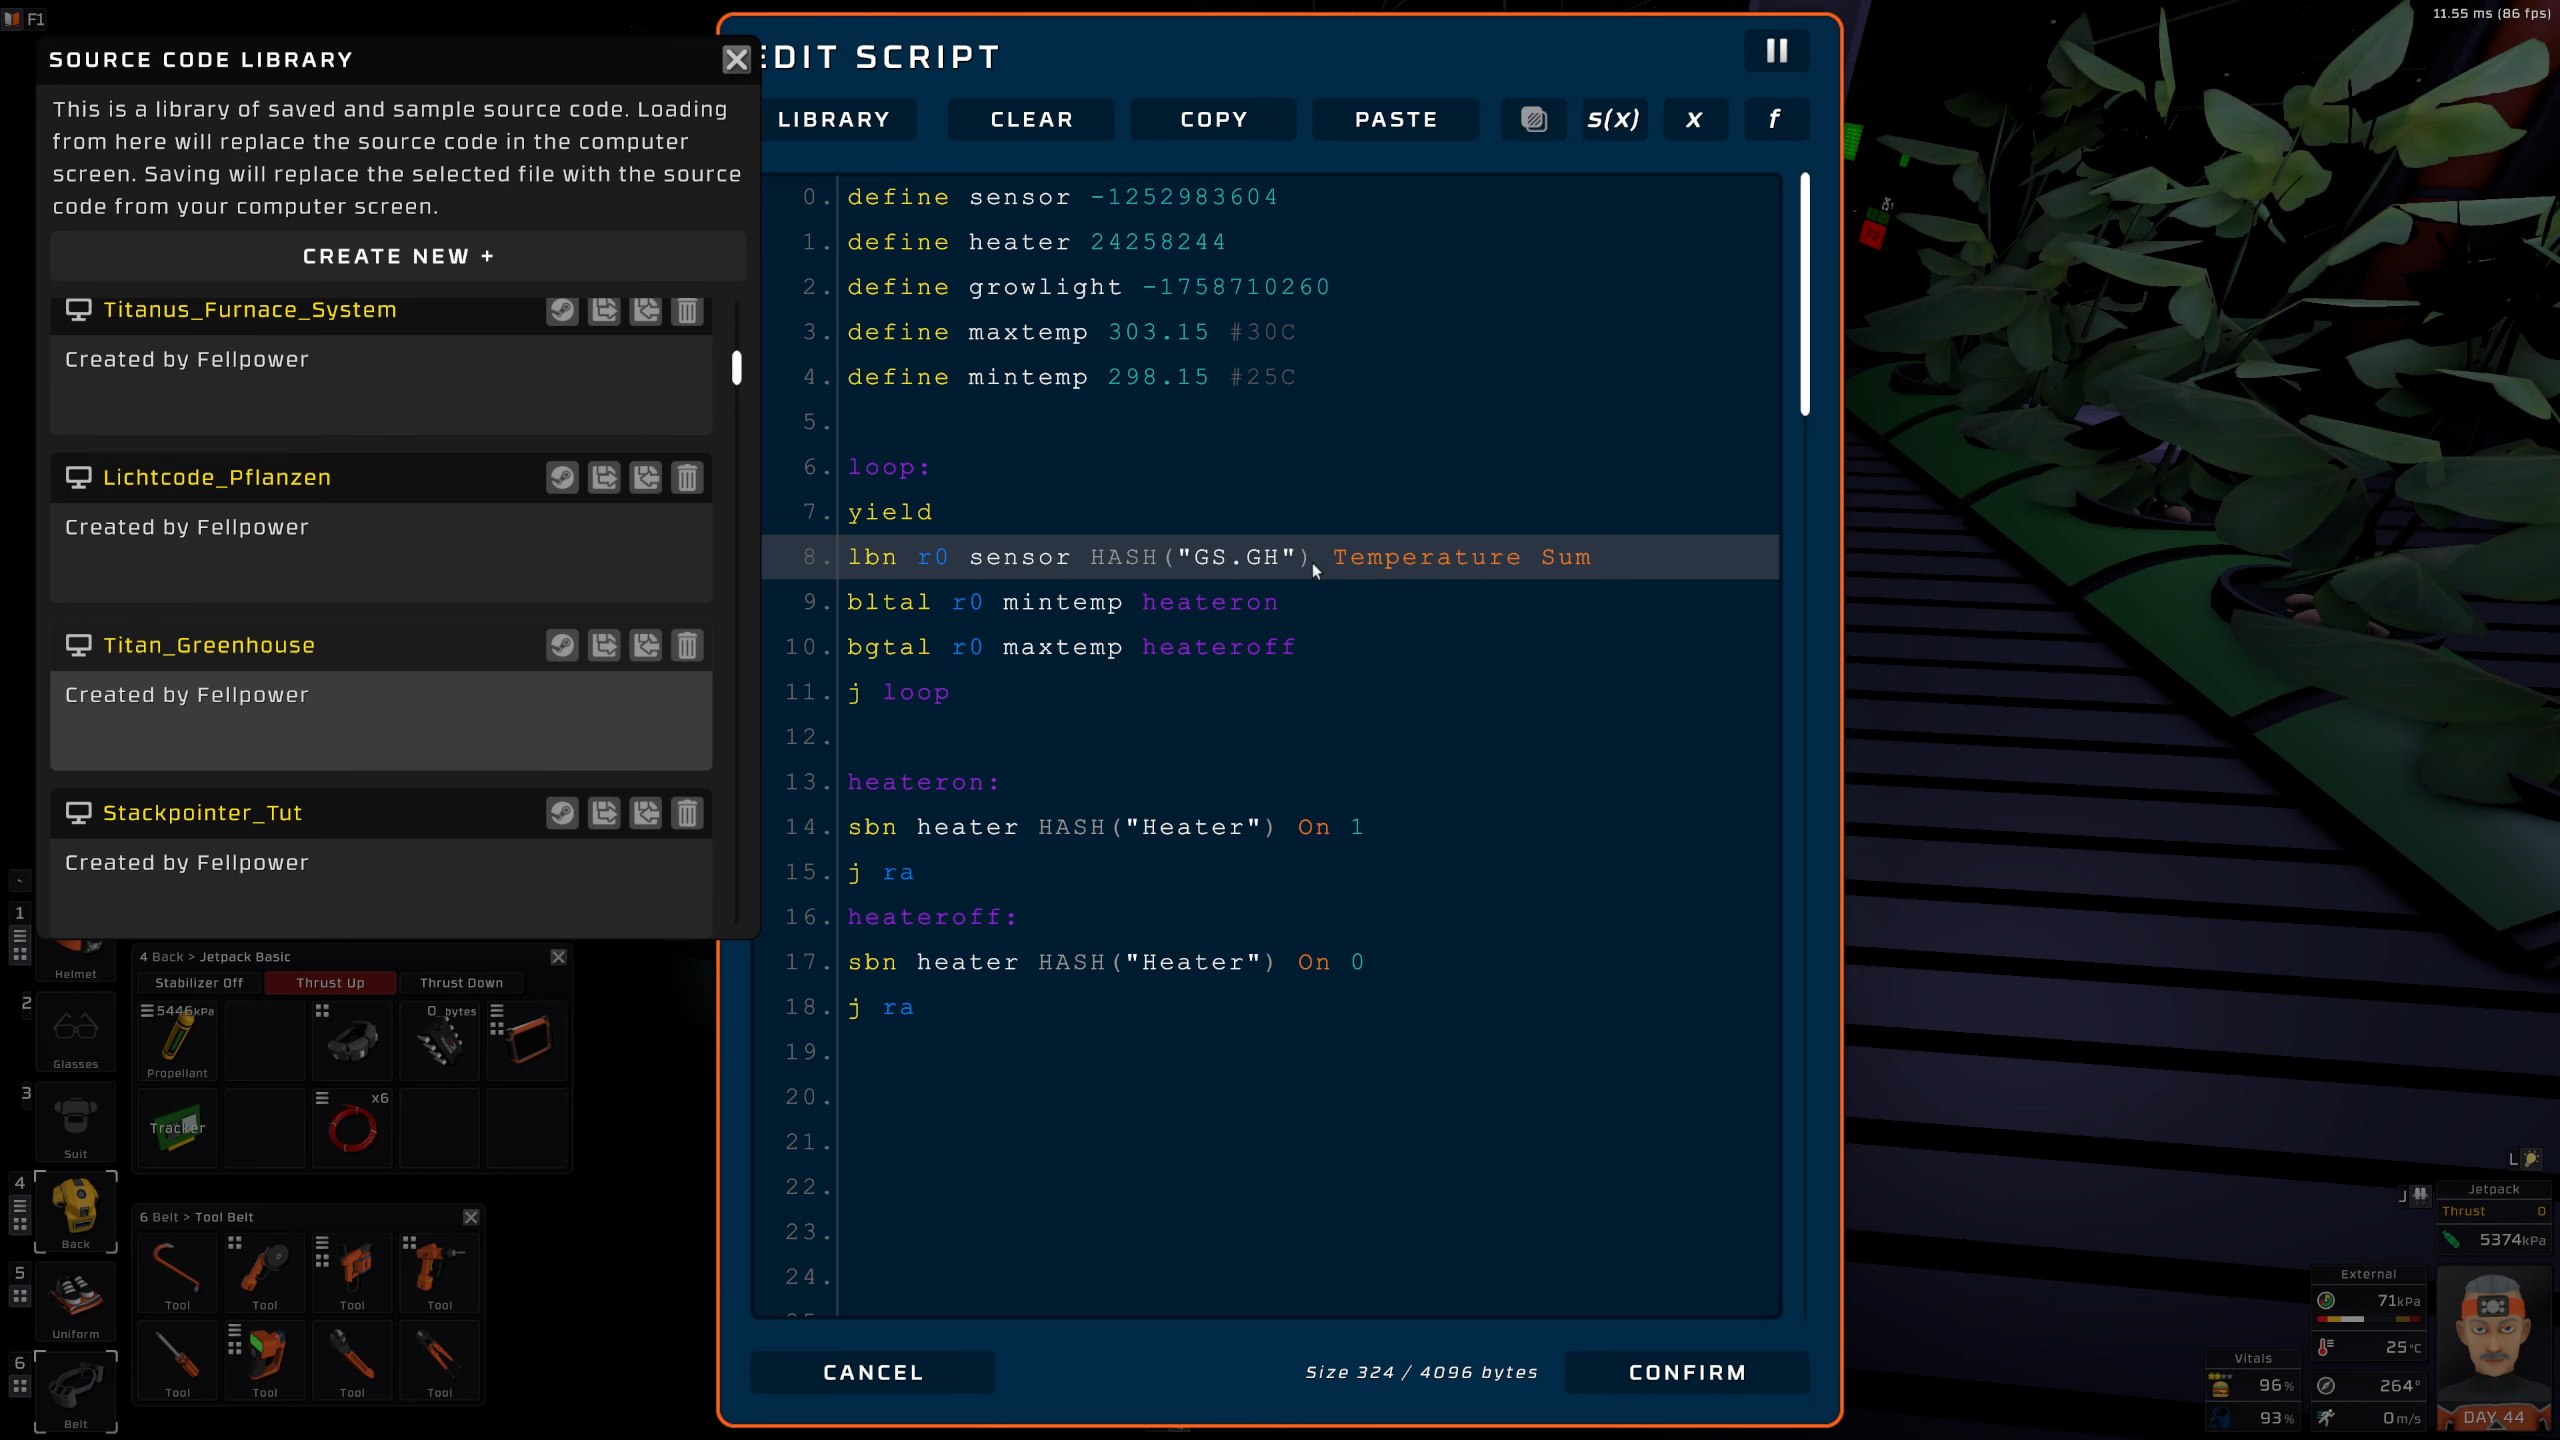 F1
11.55 ms (86 fps)
SOURCE CODE LIBRARY
This is a library of saved and sample source code. Loading
from here will replace the source code in the computer
screen. Saving will replace the selected file with the source
code from your computer screen.
CREATE NEW +
Titanus_Furnace_System
Created by Fellpower
Lichtcode_Pflanzen
Created by Fellpower
Titan_Greenhouse
Created by Fellpower
Stackpointer_Tut
Created by Fellpower
EDIT SCRIPT
LIBRARY CLEAR COPY PASTE s(x) x f
0. define sensor -1252983604
1. define heater 24258244
2. define growlight -1758710260
3. define maxtemp 303.15 #30C
4. define mintemp 298.15 #25C
5.
6. loop:
7. yield
8. lbn r0 sensor HASH("GS.GH") Temperature Sum
9. bltal r0 mintemp heateron
10. bgtal r0 maxtemp heateroff
11. j loop
12.
13. heateron:
14. sbn heater HASH("Heater") On 1
15. j ra
16. heateroff:
17. sbn heater HASH("Heater") On 0
18. j ra
19.
20.
21.
22.
23.
24.
CANCEL
Size 324 / 4096 bytes
CONFIRM
1
Helmet
2
Glasses
3
Suit
4
Back
5
Uniform
6
Belt
4 Back > Jetpack Basic
Stabilizer Off Thrust Up Thrust Down
5446kPa
0 bytes
Propellant
x6
Tracker
6 Belt > Tool Belt
Tool Tool Tool Tool
Tool Tool Tool Tool
L
J
Jetpack
Thrust 0
5374kPa
External
71kPa
25°C
264°
0m/s
Vitals
96%
93%
DAY 44